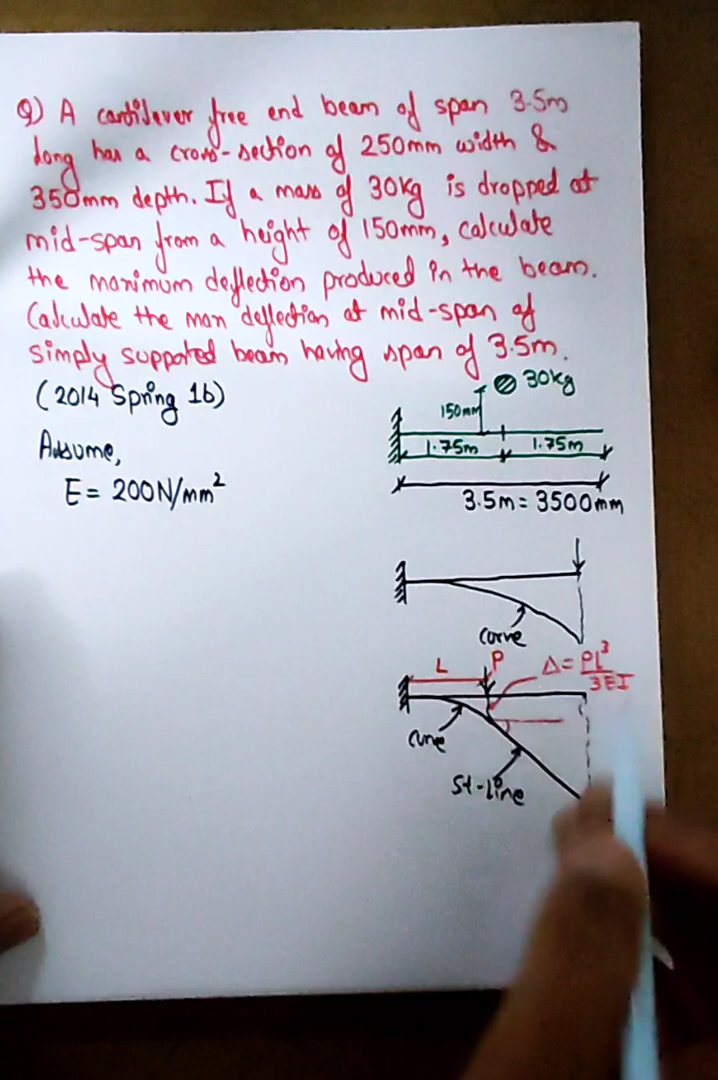 Q) A cantilever free end beam of span 3.5m
long has a cross-section of 250mm width &
350mm depth. If a mass of 30kg is dropped at
mid-span from a height of 150mm, calculate
the maximum deflection produced in the beam.
Calculate the max deflection at mid-span of
simply supported beam having span of 3.5m.
(2014 Spring 1b)
Assume,
E = 200N/mm²
30kg
150mm
1.75m 1.75m
3.5m = 3500mm
curve
L P Δ = PL³/3EI
curve
St-line